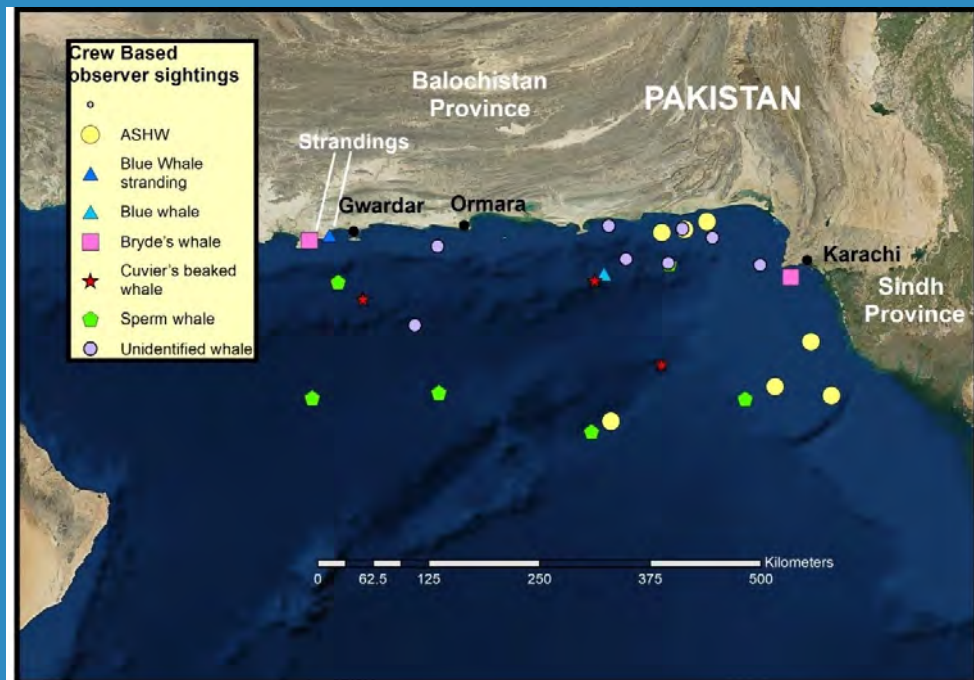 Crew Based
observer sightings
ASHW
Blue Whale
stranding
Blue whale
Bryde's whale
Cuvier's beaked
whale
Sperm whale
Unidentified whale
Balochistan
Province
PAKISTAN
Strandings
Gwardar
Ormara
Karachi
Sindh
Province
Kilometers
0 62.5 125 250 375 500